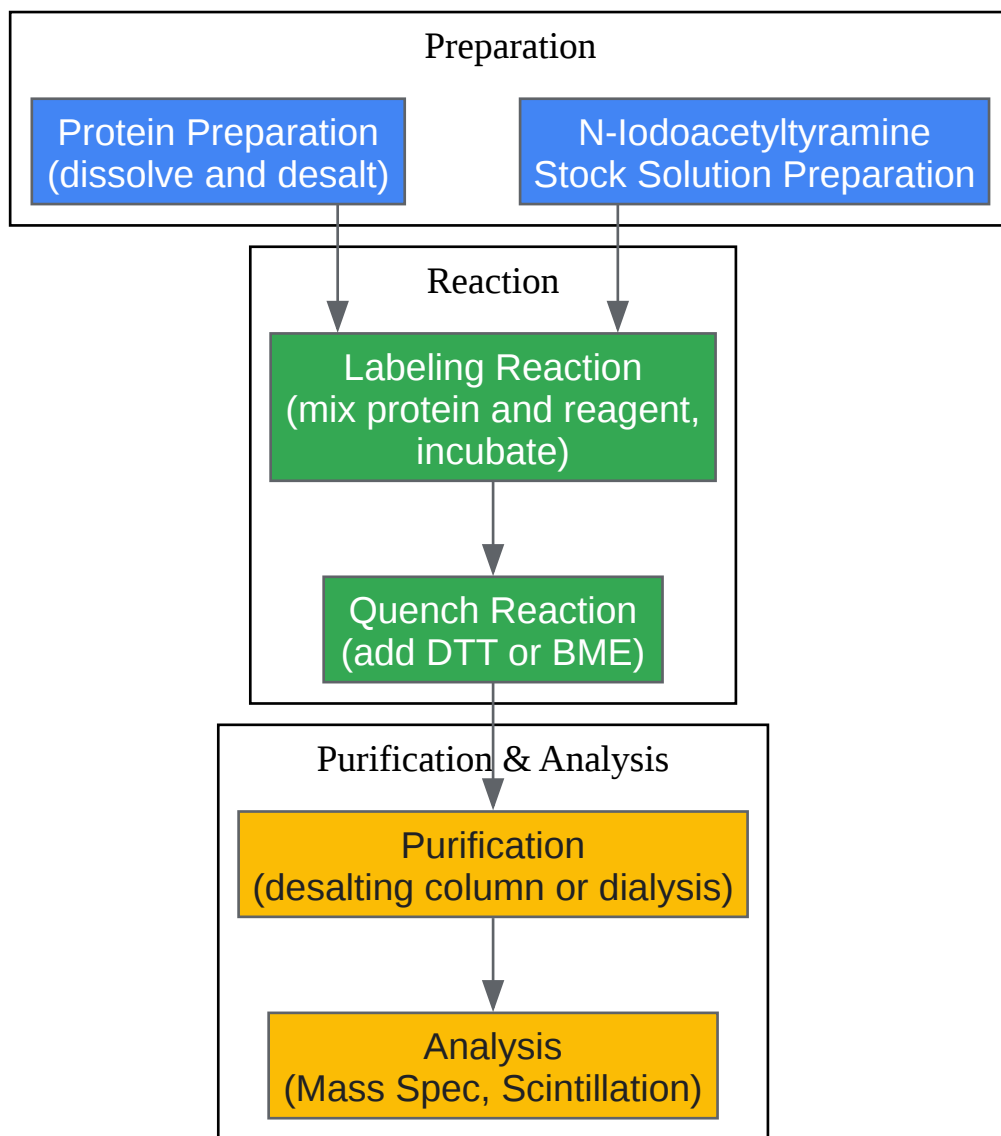 Preparation
Protein Preparation
(dissolve and desalt)
N-Iodoacetyltyramine
Stock Solution Preparation
Reaction
Labeling Reaction
(mix protein and reagent,
incubate)
Quench Reaction
(add DTT or BME)
Purification & Analysis
Purification
(desalting column or dialysis)
Analysis
(Mass Spec, Scintillation)